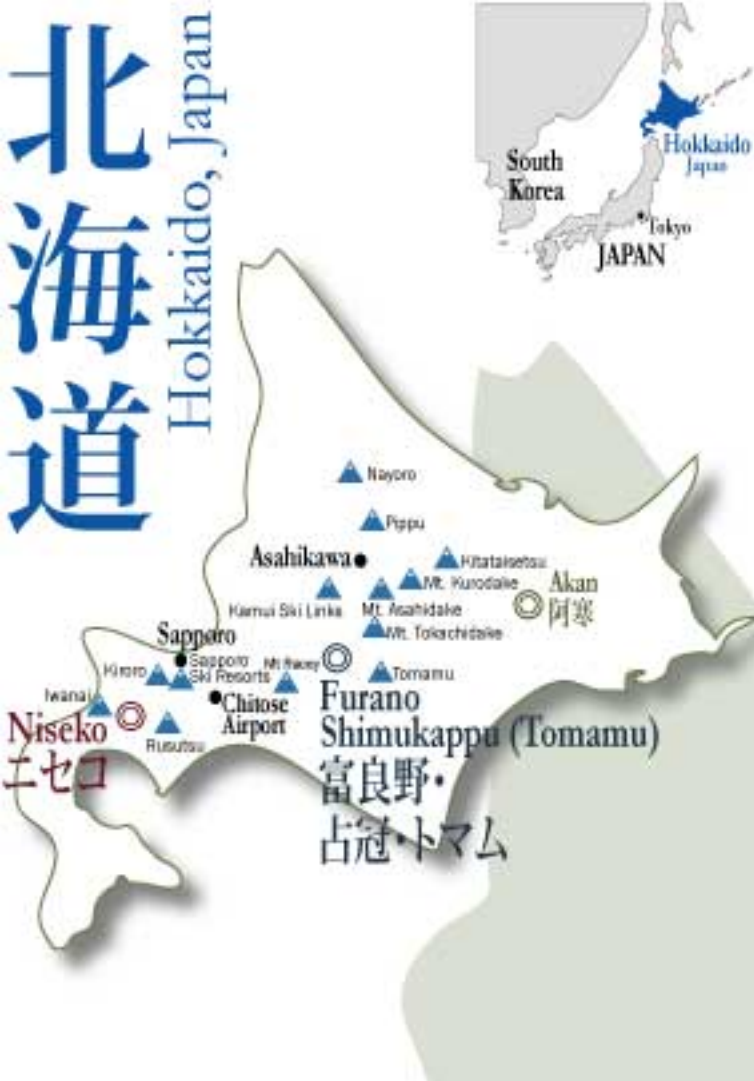 北海道
Hokkaido, Japan
Hokkaido
Japan
South
Korea
Tokyo
JAPAN
Nayoro
Pippu
Asahikawa
Kitataisetsu
Mt. Kurodake
Akan
阿寒
Kamui Ski Links
Mt. Asahidake
Mt. Tokachidake
Sapporo
Sapporo
Ski Resorts
Kiroro
Tomamu
Iwanai
Chitose
Airport
Niseko
ニセコ
Rusutsu
Furano
Shimukappu (Tomamu)
富良野・
占冠・トマム